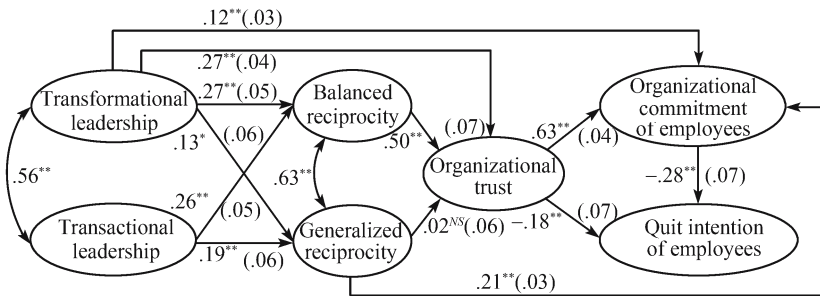 .12**(.03)
.27**(.04)
.27**(.05)
Transformational
leadership
Balanced
reciprocity
Organizational
commitment
of employees
.13*
(.06)
.50**
(.07)
.63**
(.04)
Organizational
trust
.56**
.63**
−.28**
(.07)
.26**
(.05)
Transactional
leadership
.19**
(.06)
Generalized
reciprocity
.02NS(.06)
−.18**
(.07)
Quit intention
of employees
.21**(.03)